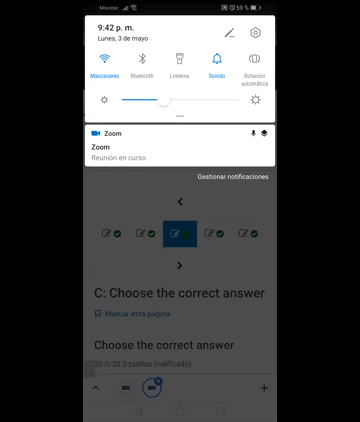 Movistar 59 %
9:42 p. m.
Lunes, 3 de mayo
Manzanares Bluetooth Linterna Sonido Rotación automática
Zoom
Zoom
Reunión en curso
Gestionar notificaciones
C: Choose the correct answer
Marcar esta página
Choose the correct answer
20.0/20.0 puntos (calificado)